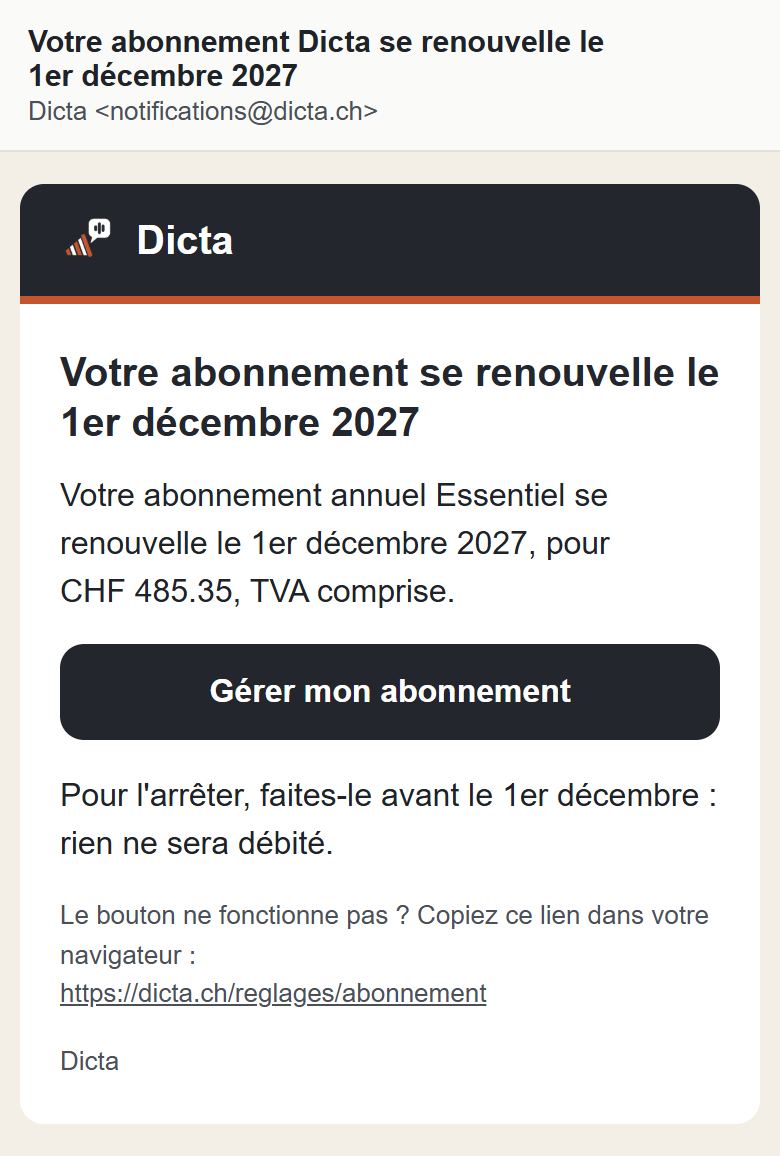 Votre abonnement Dicta se renouvelle le
1er décembre 2027
Dicta <notifications@dicta.ch>
Dicta
Votre abonnement se renouvelle le
1er décembre 2027
Votre abonnement annuel Essentiel se
renouvelle le 1er décembre 2027, pour
CHF 485.35, TVA comprise.
Gérer mon abonnement
Pour l'arrêter, faites-le avant le 1er décembre :
rien ne sera débité.
Le bouton ne fonctionne pas ? Copiez ce lien dans votre
navigateur :
https://dicta.ch/reglages/abonnement
Dicta